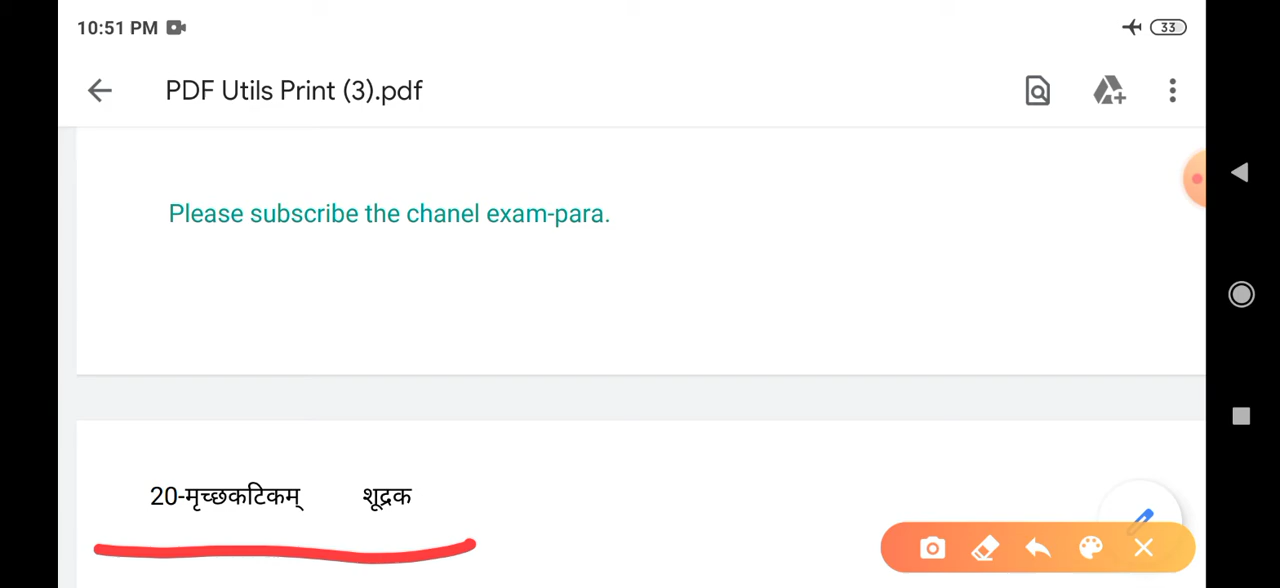 10:51 PM 33
PDF Utils Print (3).pdf
Please subscribe the chanel exam-para.
20-मृच्छकटिकम् शूद्रक